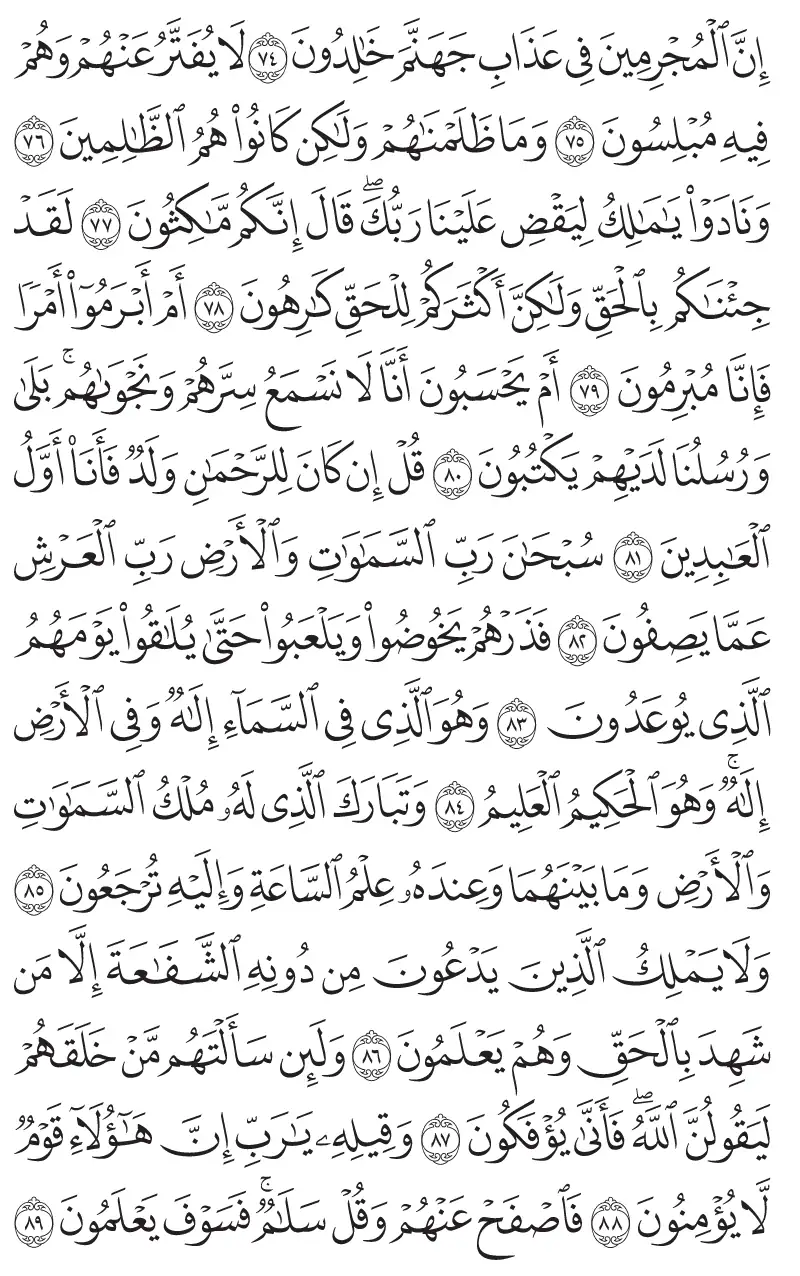 إِنَّ ٱلْمُجْرِمِينَ فِى عَذَابِ جَهَنَّمَ خَٰلِدُونَ ٧٤ لَا يُفَتَّرُ عَنْهُمْ وَهُمْ
فِيهِ مُبْلِسُونَ ٧٥ وَمَا ظَلَمْنَٰهُمْ وَلَٰكِن كَانُوا۟ هُمُ ٱلظَّٰلِمِينَ ٧٦
وَنَادَوْا۟ يَٰمَٰلِكُ لِيَقْضِ عَلَيْنَا رَبُّكَ ۖ قَالَ إِنَّكُم مَّٰكِثُونَ ٧٧ لَقَدْ
جِئْنَٰكُم بِٱلْحَقِّ وَلَٰكِنَّ أَكْثَرَكُمْ لِلْحَقِّ كَٰرِهُونَ ٧٨ أَمْ أَبْرَمُوٓا۟ أَمْرًا
فَإِنَّا مُبْرِمُونَ ٧٩ أَمْ يَحْسَبُونَ أَنَّا لَا نَسْمَعُ سِرَّهُمْ وَنَجْوَىٰهُم ۚ بَلَىٰ
وَرُسُلُنَا لَدَيْهِمْ يَكْتُبُونَ ٨٠ قُلْ إِن كَانَ لِلرَّحْمَٰنِ وَلَدٌ فَأَنَا۠ أَوَّلُ
ٱلْعَٰبِدِينَ ٨١ سُبْحَٰنَ رَبِّ ٱلسَّمَٰوَٰتِ وَٱلْأَرْضِ رَبِّ ٱلْعَرْشِ
عَمَّا يَصِفُونَ ٨٢ فَذَرْهُمْ يَخُوضُوا۟ وَيَلْعَبُوا۟ حَتَّىٰ يُلَٰقُوا۟ يَوْمَهُمُ
ٱلَّذِى يُوعَدُونَ ٨٣ وَهُوَ ٱلَّذِى فِى ٱلسَّمَآءِ إِلَٰهٌ وَفِى ٱلْأَرْضِ
إِلَٰهٌ ۚ وَهُوَ ٱلْحَكِيمُ ٱلْعَلِيمُ ٨٤ وَتَبَارَكَ ٱلَّذِى لَهُۥ مُلْكُ ٱلسَّمَٰوَٰتِ
وَٱلْأَرْضِ وَمَا بَيْنَهُمَا وَعِندَهُۥ عِلْمُ ٱلسَّاعَةِ وَإِلَيْهِ تُرْجَعُونَ ٨٥
وَلَا يَمْلِكُ ٱلَّذِينَ يَدْعُونَ مِن دُونِهِ ٱلشَّفَٰعَةَ إِلَّا مَن
شَهِدَ بِٱلْحَقِّ وَهُمْ يَعْلَمُونَ ٨٦ وَلَئِن سَأَلْتَهُم مَّنْ خَلَقَهُمْ
لَيَقُولُنَّ ٱللَّهُ ۖ فَأَنَّىٰ يُؤْفَكُونَ ٨٧ وَقِيلِهِۦ يَٰرَبِّ إِنَّ هَٰٓؤُلَآءِ قَوْمٌ
لَّا يُؤْمِنُونَ ٨٨ فَٱصْفَحْ عَنْهُمْ وَقُلْ سَلَٰمٌ ۚ فَسَوْفَ يَعْلَمُونَ ٨٩